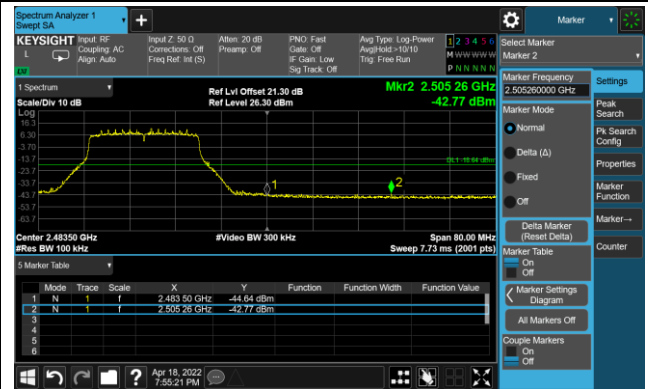 Spectrum Analyzer 1
Swept SA
Marker
KEYSIGHT
L
Input: RF
Coupling: AC
Align: Auto
Input Z: 50 Ω
Corrections: Off
Freq Ref: Int (S)
Atten: 20 dB
Preamp: Off
PNO: Fast
Gate: Off
IF Gain: Low
Sig Track: Off
Avg Type: Log-Power
Avg|Hold:>10/10
Trig: Free Run
1 2 3 4 5 6
M W W W W W
P N N N N N
Select Marker
Marker 2
1 Spectrum
Scale/Div 10 dB
Ref Lvl Offset 21.30 dB
Ref Level 26.30 dBm
Mkr2 2.505 26 GHz
-42.77 dBm
Log
16.3
6.30
-3.70
-13.7
-23.7
-33.7
-43.7
-53.7
-63.7
DL1 -18.64 dBm
1
2
Center 2.48350 GHz
#Res BW 100 kHz
#Video BW 300 kHz
Span 80.00 MHz
Sweep 7.73 ms (2001 pts)
5 Marker Table
Mode Trace Scale X Y Function Function Width Function Value
1 N 1 f 2.483 50 GHz -44.64 dBm
2 N 1 f 2.505 26 GHz -42.77 dBm
3
4
5
6
Marker Frequency
2.505260000 GHz
Marker Mode
Normal
Delta (Δ)
Fixed
Off
Delta Marker
(Reset Delta)
Marker Table
On
Off
Marker Settings
Diagram
All Markers Off
Couple Markers
On
Off
Settings
Peak
Search
Pk Search
Config
Properties
Marker
Function
Marker→
Counter
?
Apr 18, 2022
7:55:21 PM